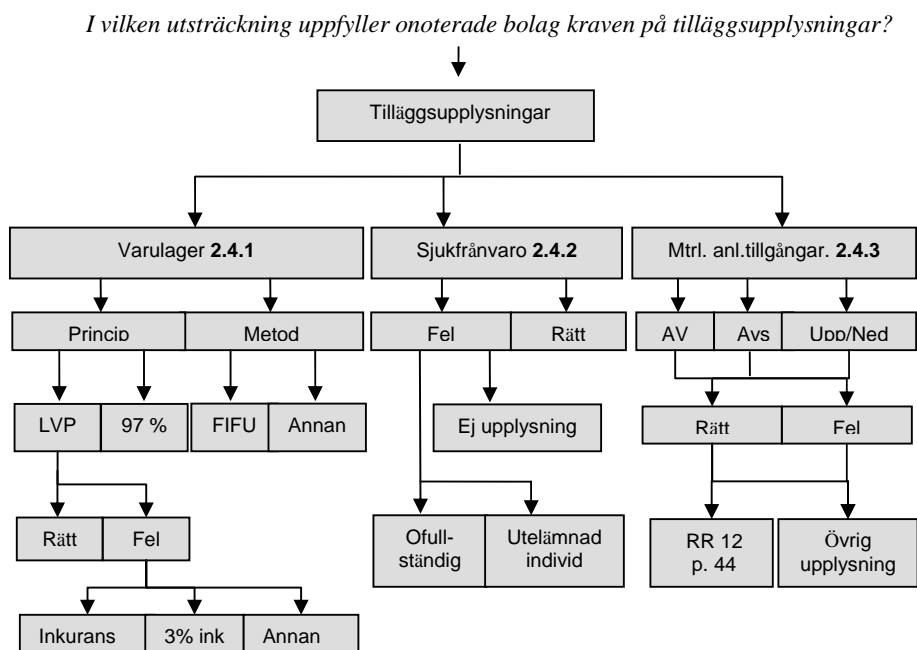 I vilken utsträckning uppfyller onoterade bolag kraven på tilläggsupplysningar?
Tilläggsupplysningar
Varulager 2.4.1
Sjukfrånvaro 2.4.2
Mtrl. anl.tillgångar. 2.4.3
Princip
Metod
Fel
Rätt
AV
Avs
Upp/Ned
LVP
97 %
FIFU
Annan
Ej upplysning
Rätt
Fel
Rätt
Fel
Ofull-
ständig
Utelämnad
individ
RR 12
p. 44
Övrig
upplysning
Inkurans
3% ink
Annan